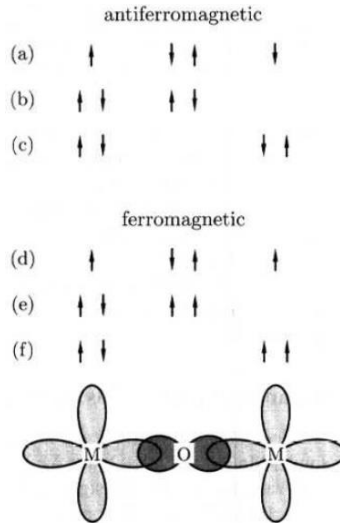 antiferromagnetic
(a)
(b)
(c)
ferromagnetic
(d)
(e)
(f)
M O M